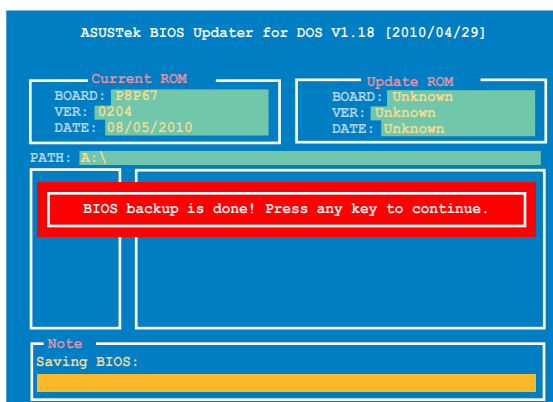 ASUSTek BIOS Updater for DOS V1.18 [2010/04/29]
Current ROM
BOARD: P8P67
VER: 0204
DATE: 08/05/2010
Update ROM
BOARD: Unknown
VER: Unknown
DATE: Unknown
PATH: A:\
BIOS backup is done! Press any key to continue.
Note
Saving BIOS: